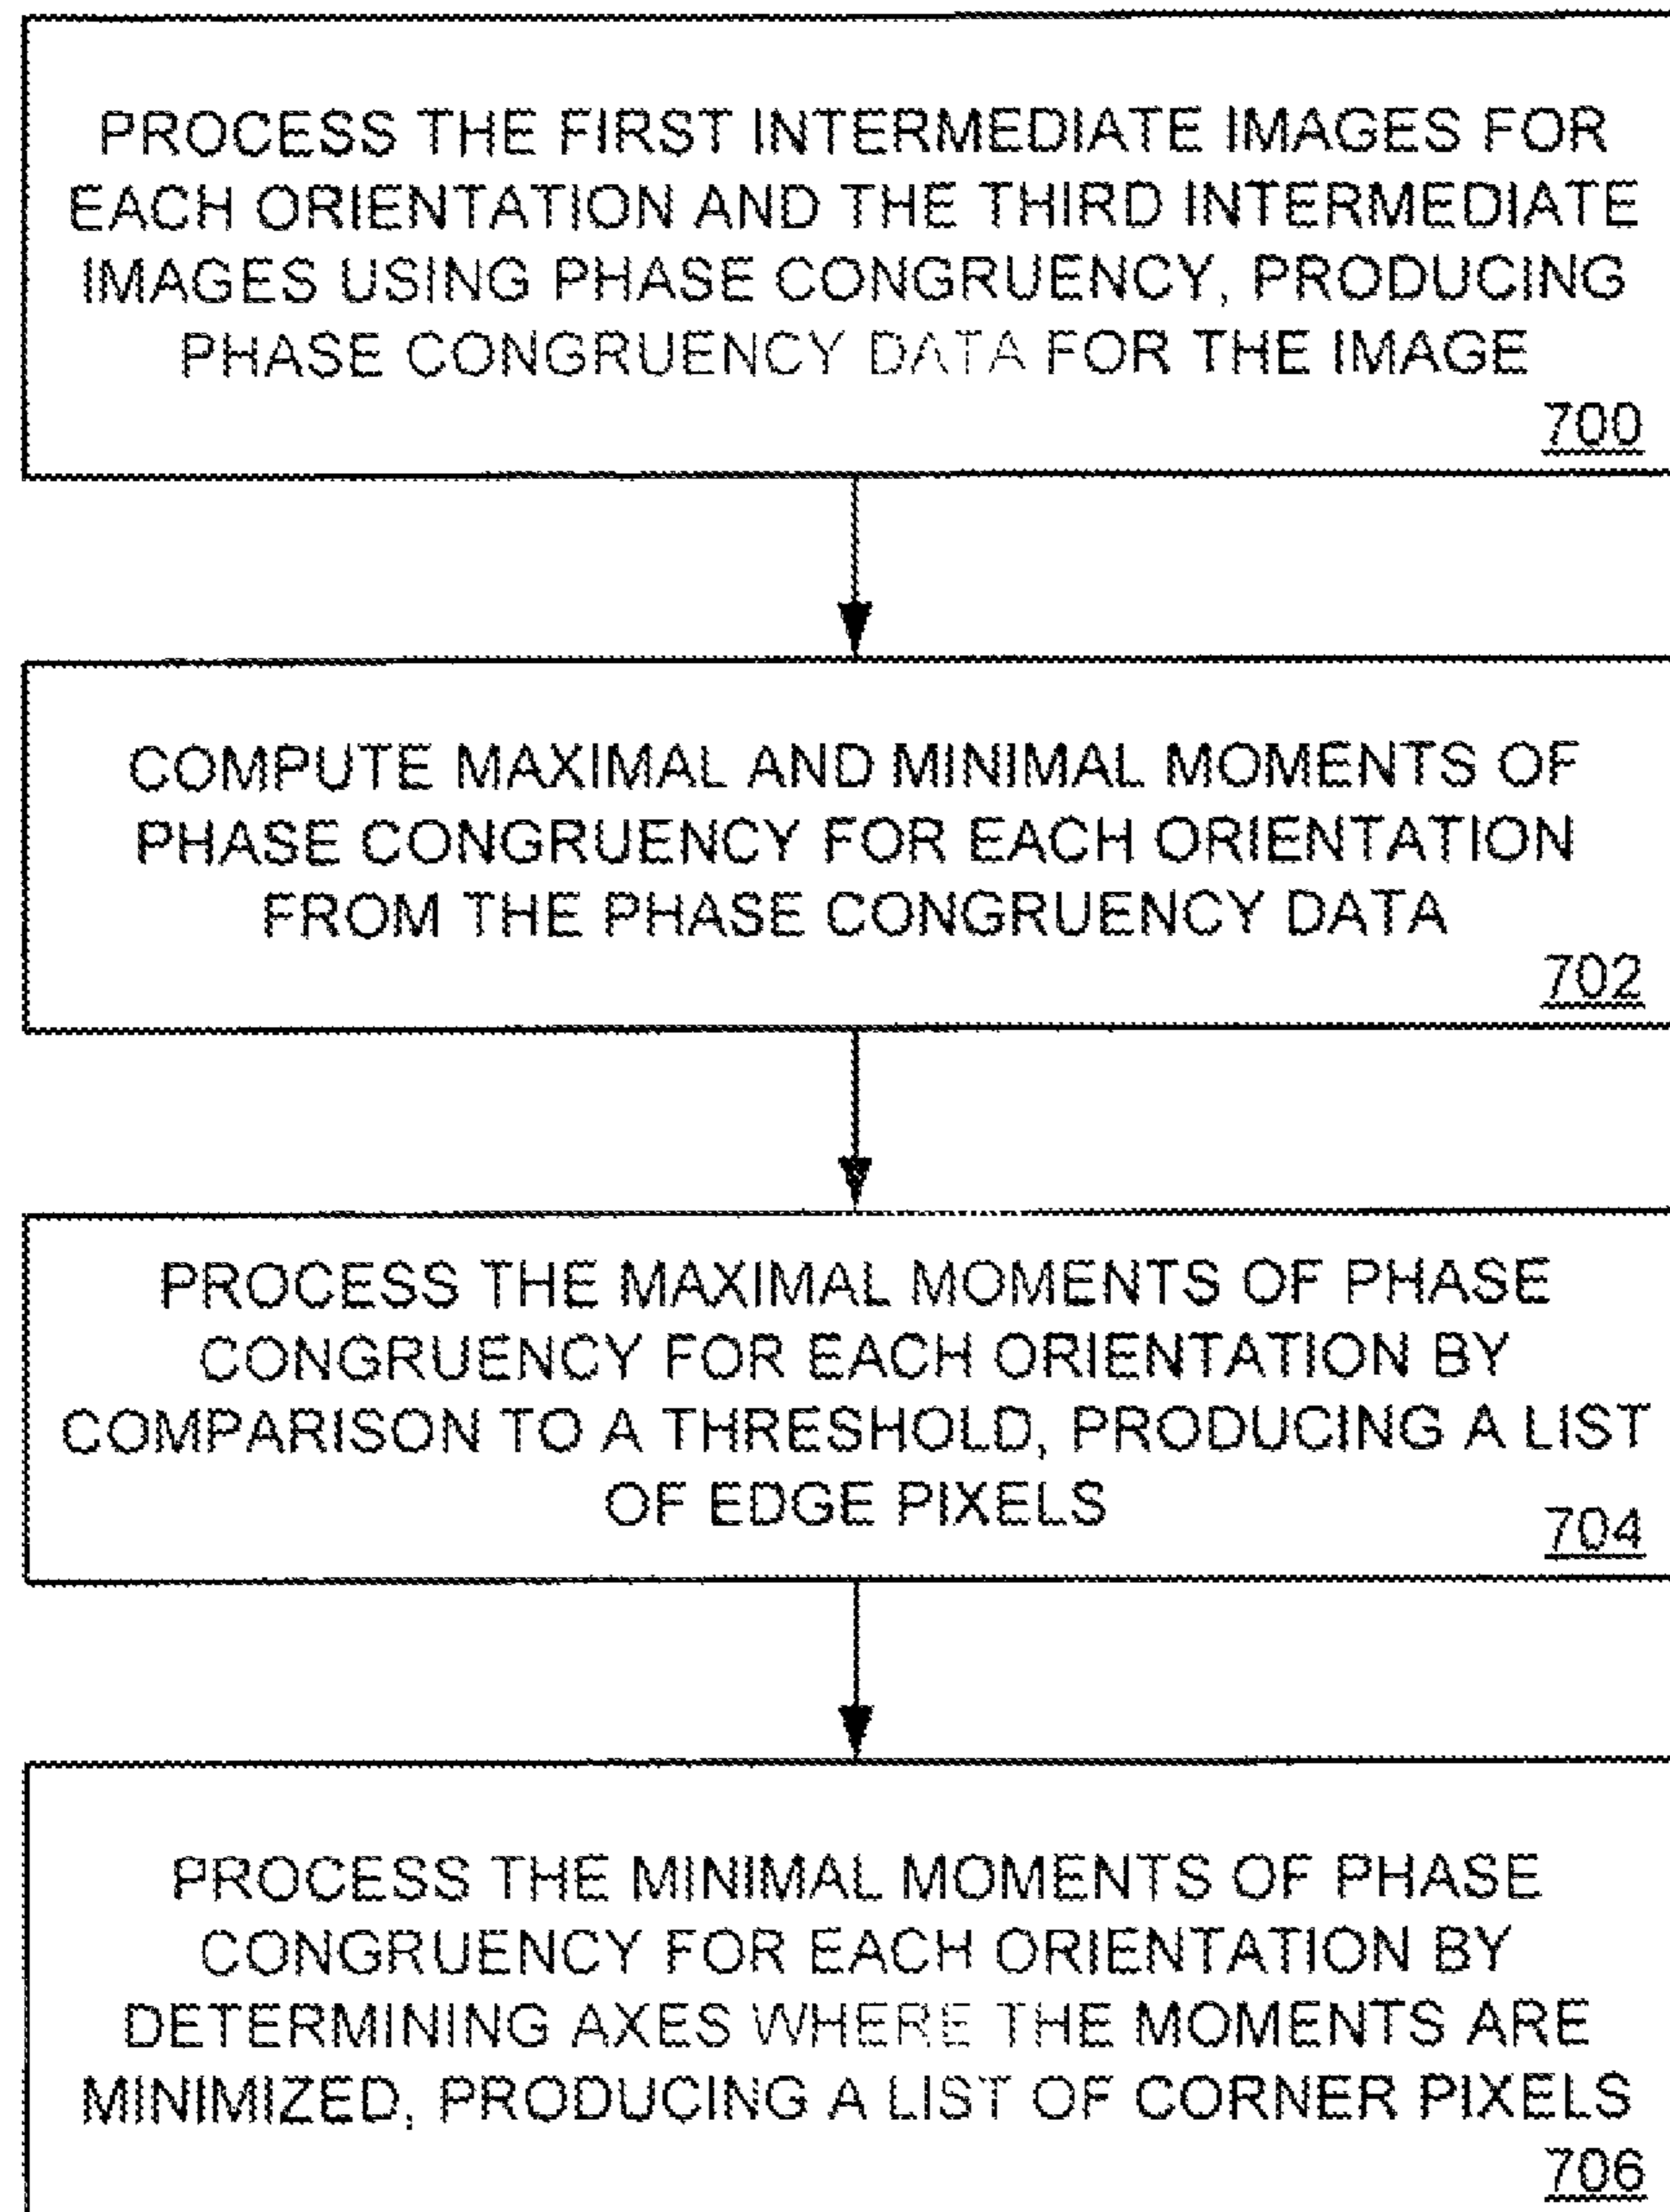 PROCESS THE FIRST INTERMEDIATE IMAGES FOR
EACH ORIENTATION AND THE THIRD INTERMEDIATE
IMAGES USING PHASE CONGRUENCY, PRODUCING
PHASE CONGRUENCY DATA FOR THE IMAGE
700
COMPUTE MAXIMAL AND MINIMAL MOMENTS OF
PHASE CONGRUENCY FOR EACH ORIENTATION
FROM THE PHASE CONGRUENCY DATA
702
PROCESS THE MAXIMAL MOMENTS OF PHASE
CONGRUENCY FOR EACH ORIENTATION BY
COMPARISON TO A THRESHOLD, PRODUCING A LIST
OF EDGE PIXELS
704
PROCESS THE MINIMAL MOMENTS OF PHASE
CONGRUENCY FOR EACH ORIENTATION BY
DETERMINING AXES WHERE THE MOMENTS ARE
MINIMIZED, PRODUCING A LIST OF CORNER PIXELS
706